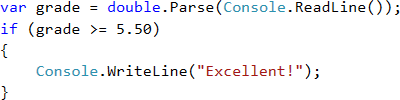 var grade = double.Parse(Console.ReadLine());
if (grade >= 5.50)
{
    Console.WriteLine("Excellent!");
}